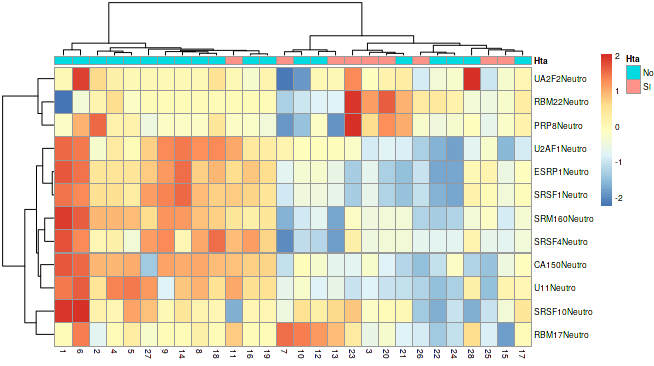 Hta
UA2F2Neutro
RBM22Neutro
PRP8Neutro
U2AF1Neutro
ESRP1Neutro
SRSF1Neutro
SRM160Neutro
SRSF4Neutro
CA150Neutro
U11Neutro
SRSF10Neutro
RBM17Neutro
1 6 2 4 5 27 9 14 8 18 11 16 19 7 10 12 13 23 3 20 21 26 22 24 28 25 15 17
2
1
0
-1
-2
Hta
No
SI